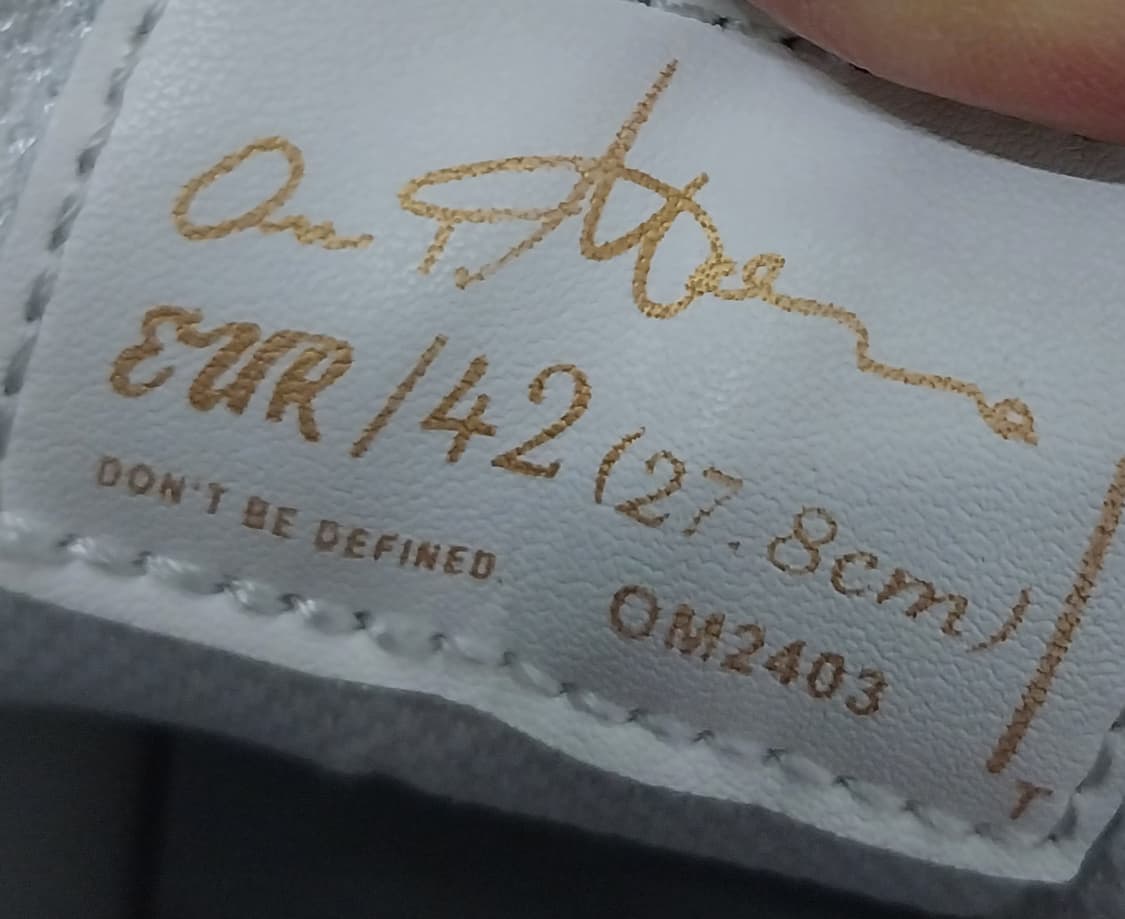 EUR/42 (27.8cm)
DON'T BE DEFINED.
OM2403
T